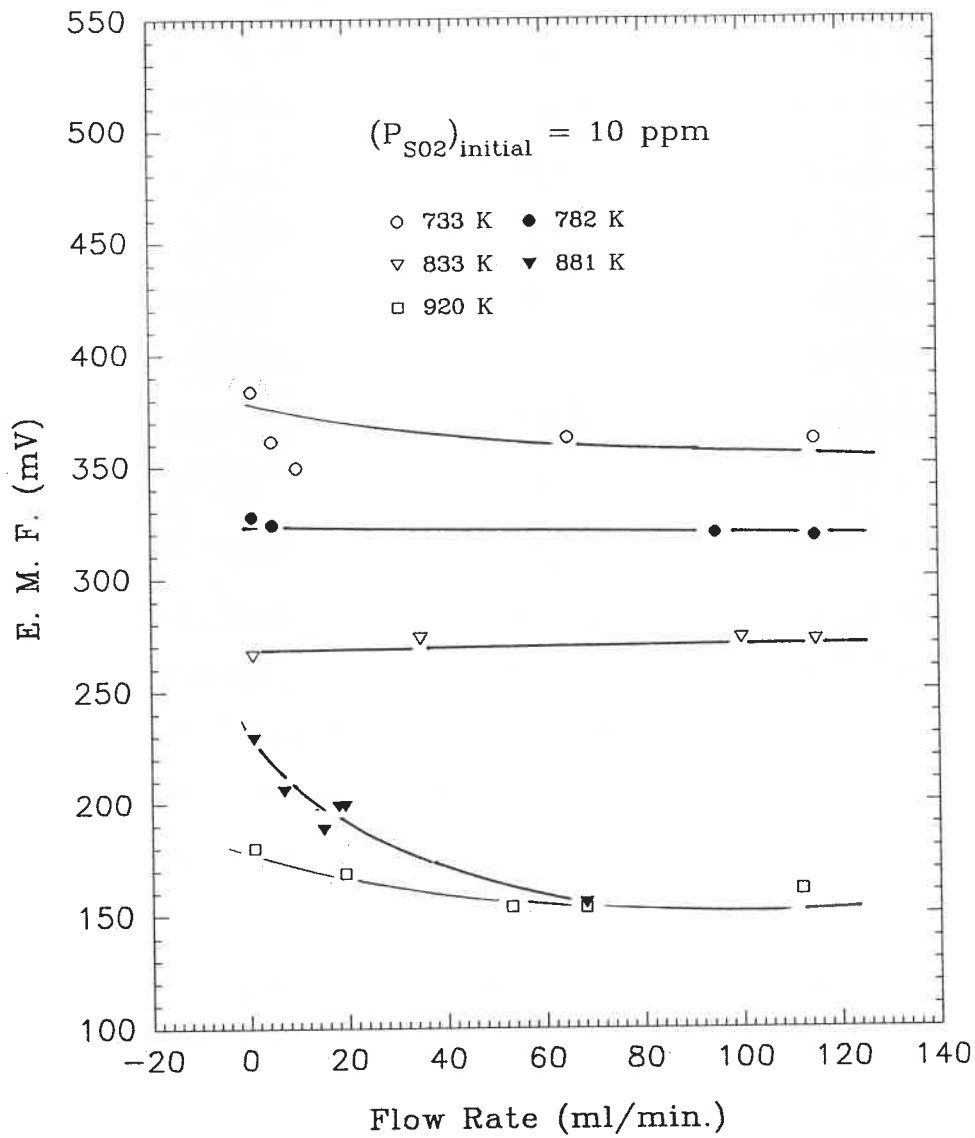 550
500
450
400
350
300
250
200
150
100
E. M. F. (mV)
(P_SO2)initial = 10 ppm
○ 733 K ● 782 K
▽ 833 K ▼ 881 K
□ 920 K
−20 0 20 40 60 80 100 120 140
Flow Rate (ml/min.)